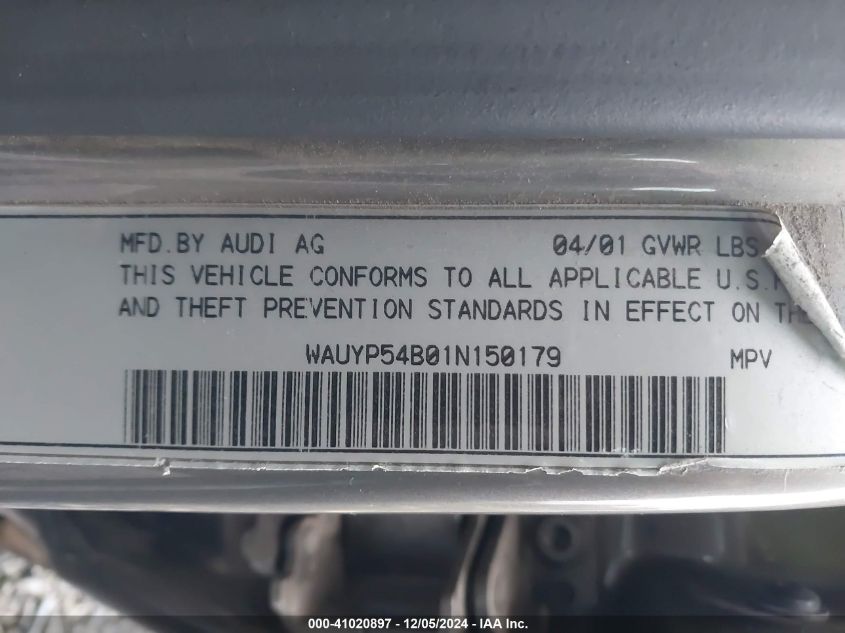 MFD.BY AUDI AG 04/01 GVWR LBS
THIS VEHICLE CONFORMS TO ALL APPLICABLE U.S.
AND THEFT PREVENTION STANDARDS IN EFFECT ON
WAUYP54B01N150179 MPV
000-41020897 - 12/05/2024 - IAA Inc.